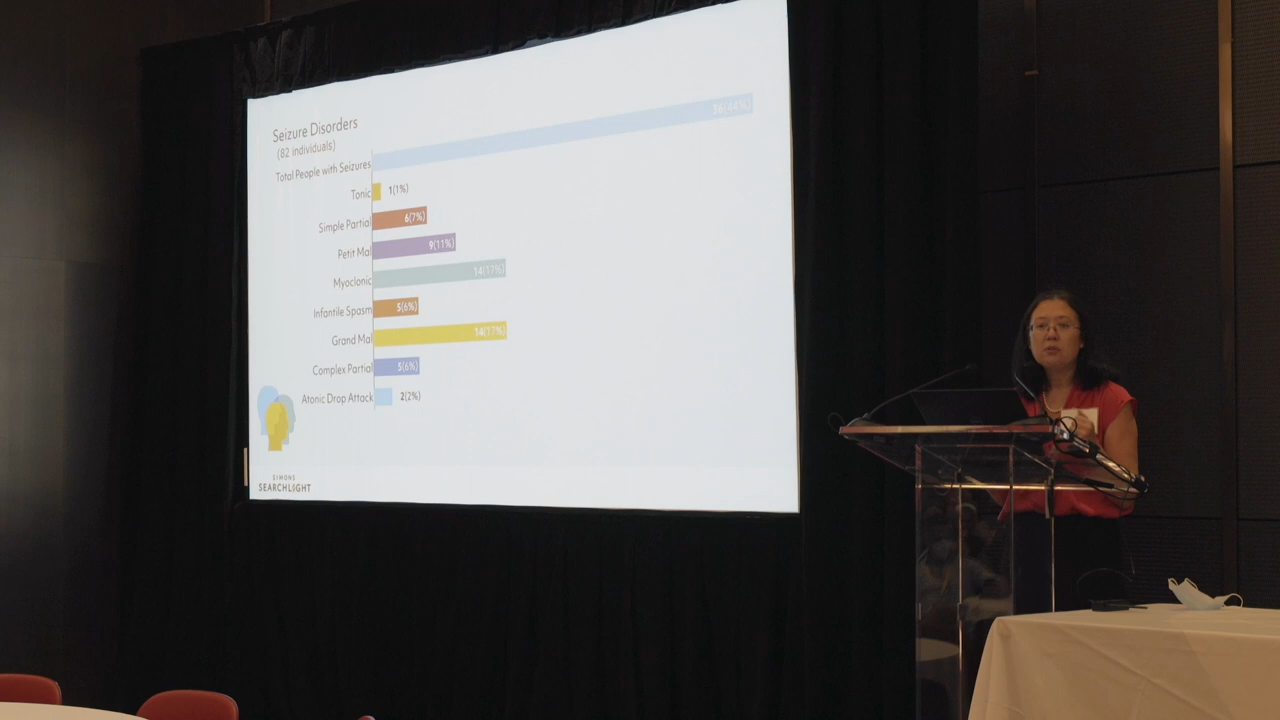 Seizure Disorders
(82 individuals)
Total People with Seizures 36(44%)
Tonic 1(1%)
Simple Partial 6(7%)
Petit Mal 9(11%)
Myoclonic 14(17%)
Infantile Spasm 5(6%)
Grand Mal 14(17%)
Complex Partial 5(6%)
Atonic Drop Attack 2(2%)
SIMONS
SEARCHLIGHT